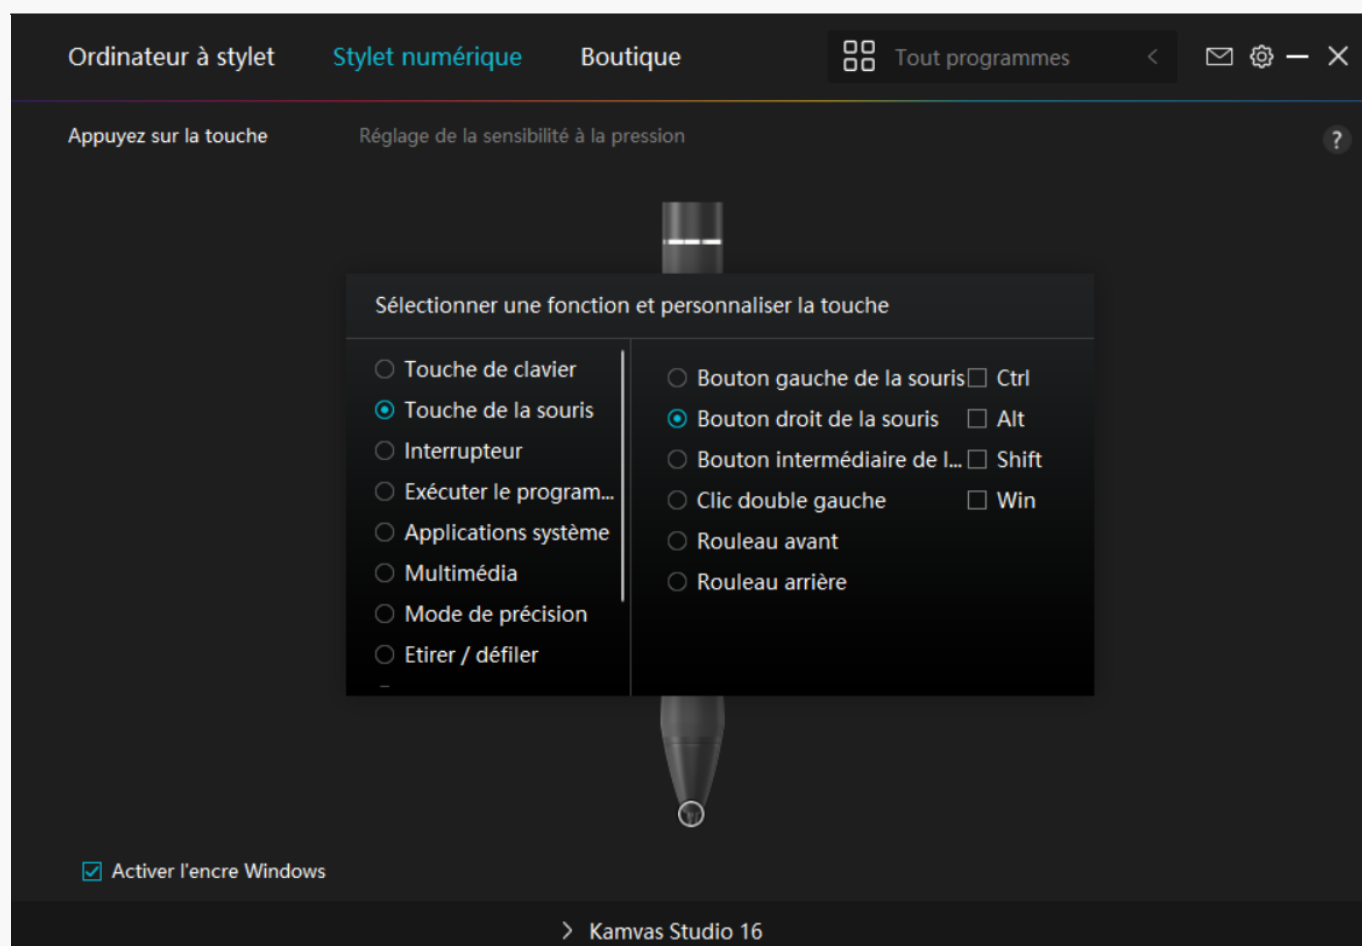 Ordinateur à stylet Stylet numérique Boutique Tout programmes
Appuyez sur la touche Réglage de la sensibilité à la pression ?
Sélectionner une fonction et personnaliser la touche
Touche de clavier
Touche de la souris
Interrupteur
Exécuter le program...
Applications système
Multimédia
Mode de précision
Etirer / défiler
Bouton gauche de la souris Ctrl
Bouton droit de la souris Alt
Bouton intermédiaire de l... Shift
Clic double gauche Win
Rouleau avant
Rouleau arrière
Activer l'encre Windows
Kamvas Studio 16